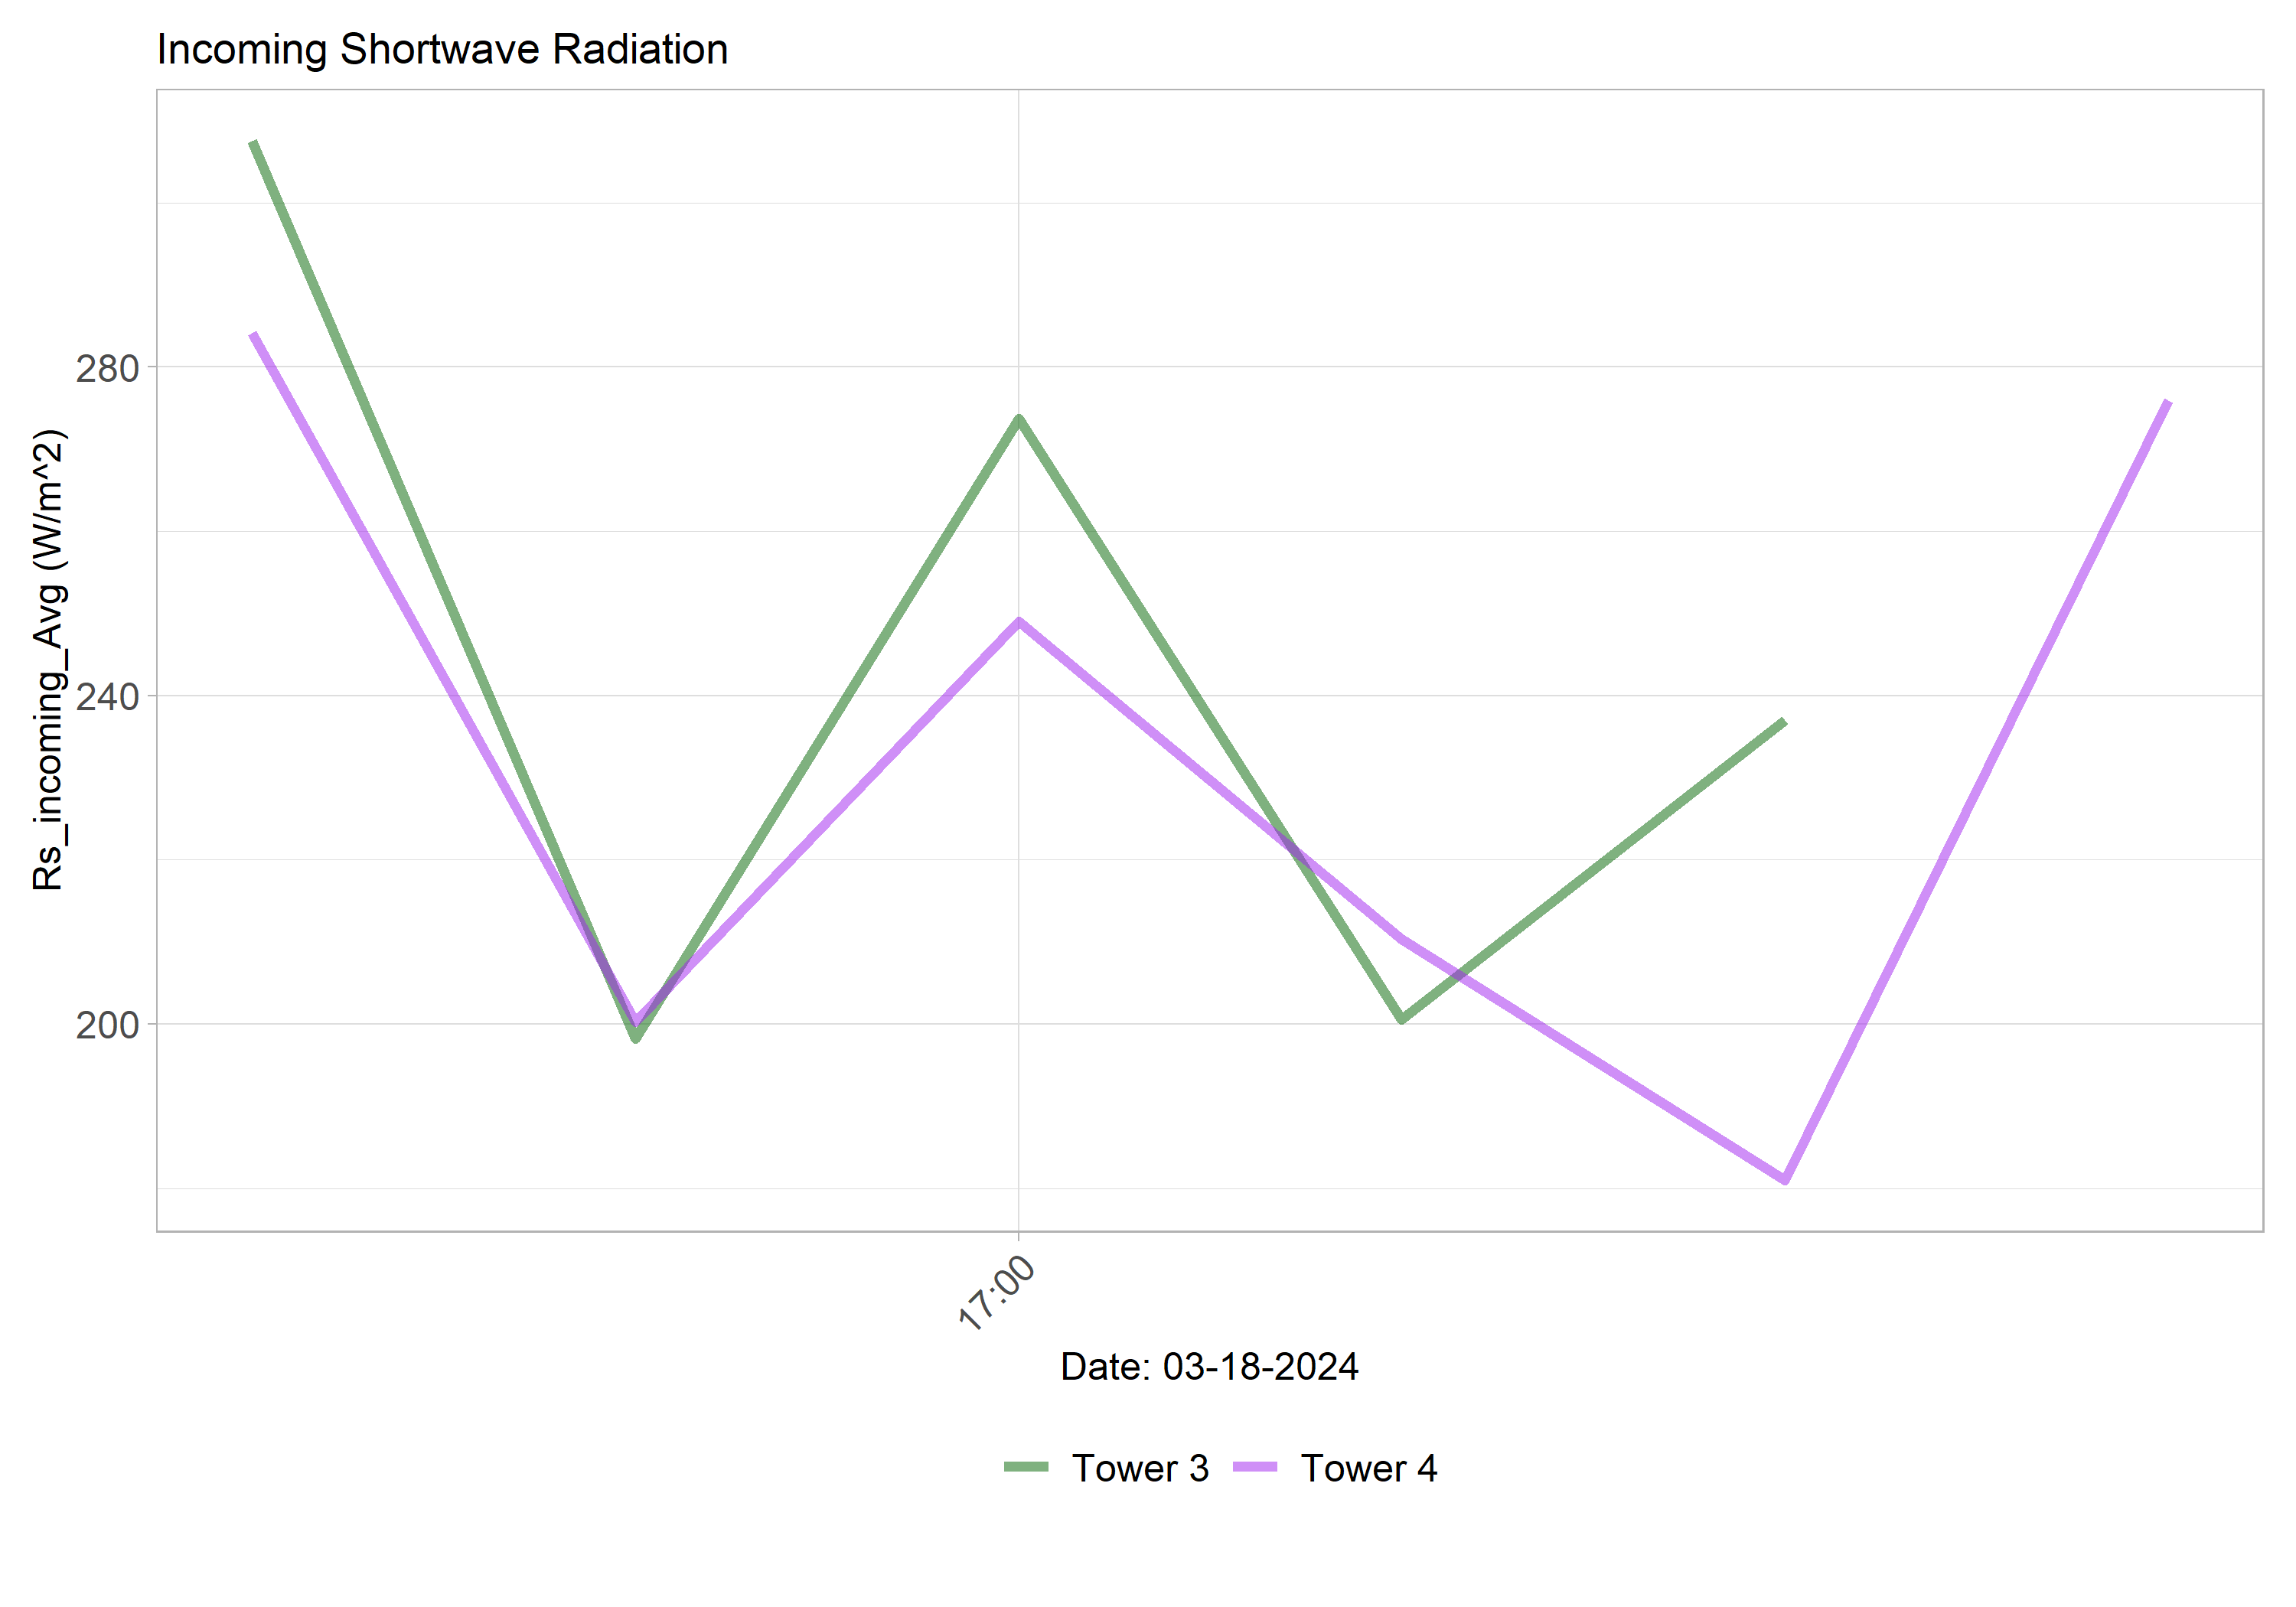 Incoming Shortwave Radiation
Rs_incoming_Avg (W/m^2)
280
240
200
17:00
Date: 03-18-2024
Tower 3 Tower 4